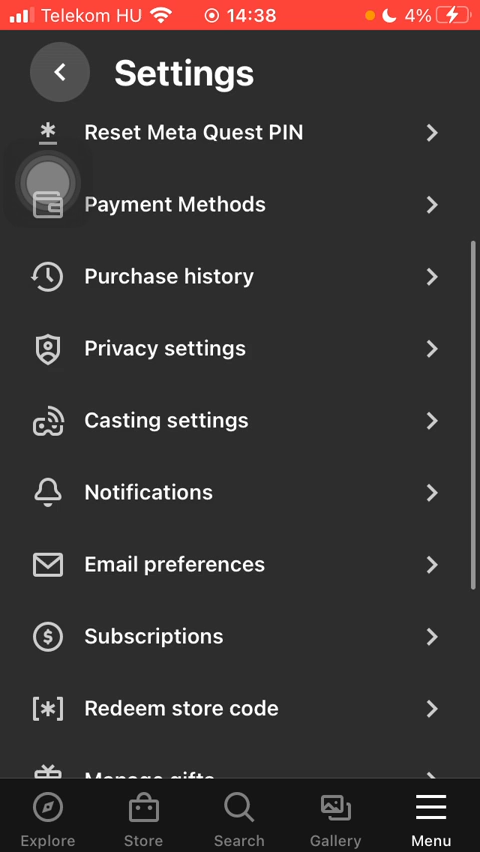 Telekom HU 14:38 4%
Settings
Reset Meta Quest PIN
Payment Methods
Purchase history
Privacy settings
Casting settings
Notifications
Email preferences
Subscriptions
Redeem store code
Manage gifts
Explore Store Search Gallery Menu